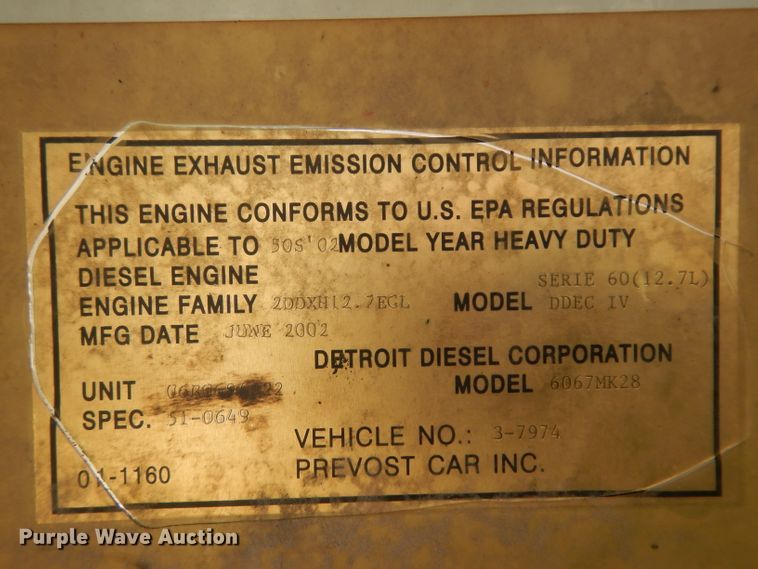 ENGINE EXHAUST EMISSION CONTROL INFORMATION
THIS ENGINE CONFORMS TO U.S. EPA REGULATIONS
APPLICABLE TO 50S'02 MODEL YEAR HEAVY DUTY
DIESEL ENGINE
SERIE 60(12.7L)
ENGINE FAMILY 2DDXH12.7EGL MODEL DDEC IV
MFG DATE JUNE 2002
DETROIT DIESEL CORPORATION
UNIT MODEL 6067MK28
SPEC. 51-0649
VEHICLE NO.: 3-7974
01-1160 PREVOST CAR INC.
Purple Wave Auction